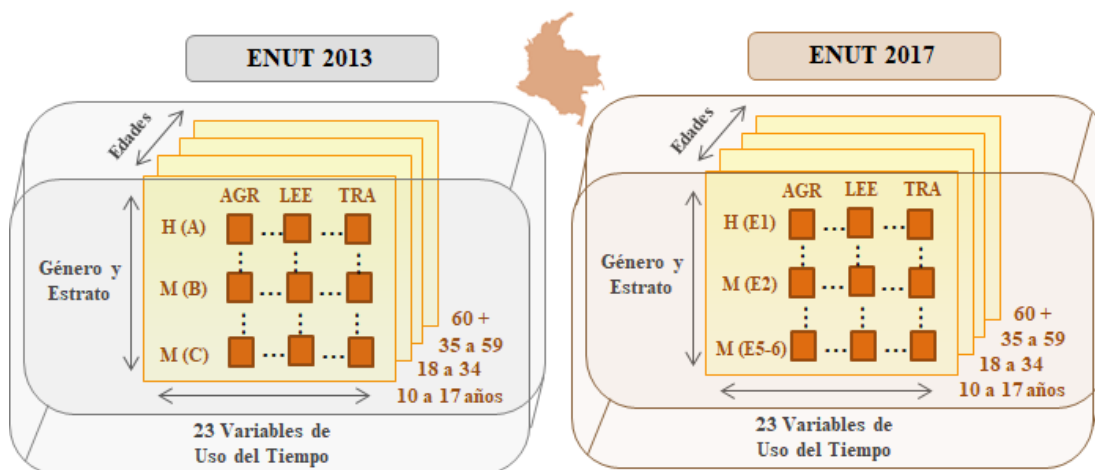 ENUT 2013
Edades
AGR LEE TRA
H (A)
Género y
Estrato
M (B)
M (C)
60 +
35 a 59
18 a 34
10 a 17 años
23 Variables de
Uso del Tiempo
ENUT 2017
Edades
AGR LEE TRA
H (E1)
Género y
Estrato
M (E2)
M (E5-6)
60 +
35 a 59
18 a 34
10 a 17 años
23 Variables de
Uso del Tiempo